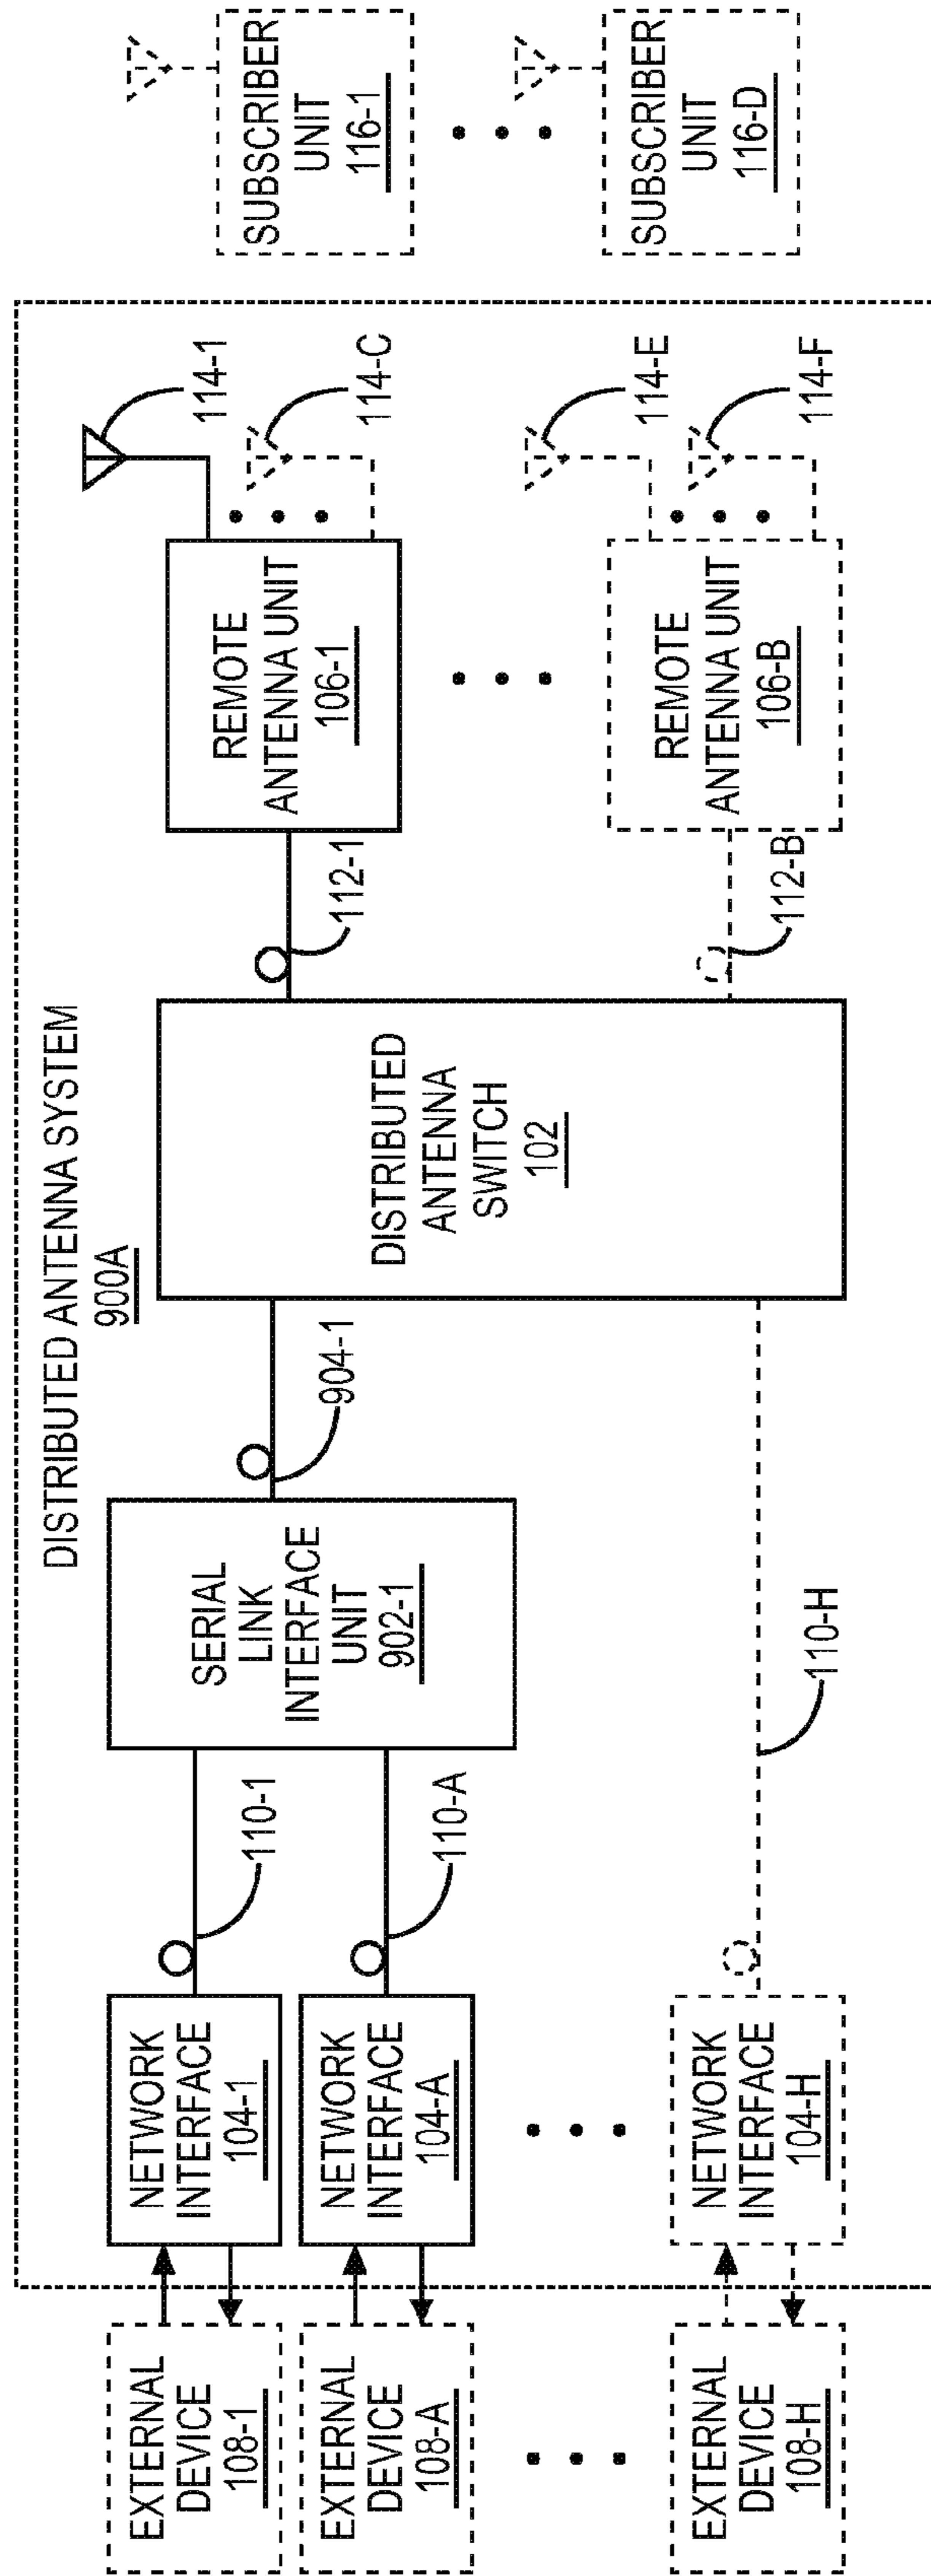 DISTRIBUTED ANTENNA SYSTEM
900A
EXTERNAL
DEVICE
108-1
EXTERNAL
DEVICE
108-A
EXTERNAL
DEVICE
108-H
NETWORK
INTERFACE
104-1
NETWORK
INTERFACE
104-A
NETWORK
INTERFACE
104-H
110-1
110-A
110-H
SERIAL
LINK
INTERFACE
UNIT
902-1
904-1
DISTRIBUTED
ANTENNA
SWITCH
102
112-1
112-B
REMOTE
ANTENNA UNIT
106-1
REMOTE
ANTENNA UNIT
106-B
114-1
114-C
114-E
114-F
SUBSCRIBER
UNIT
116-1
SUBSCRIBER
UNIT
116-D